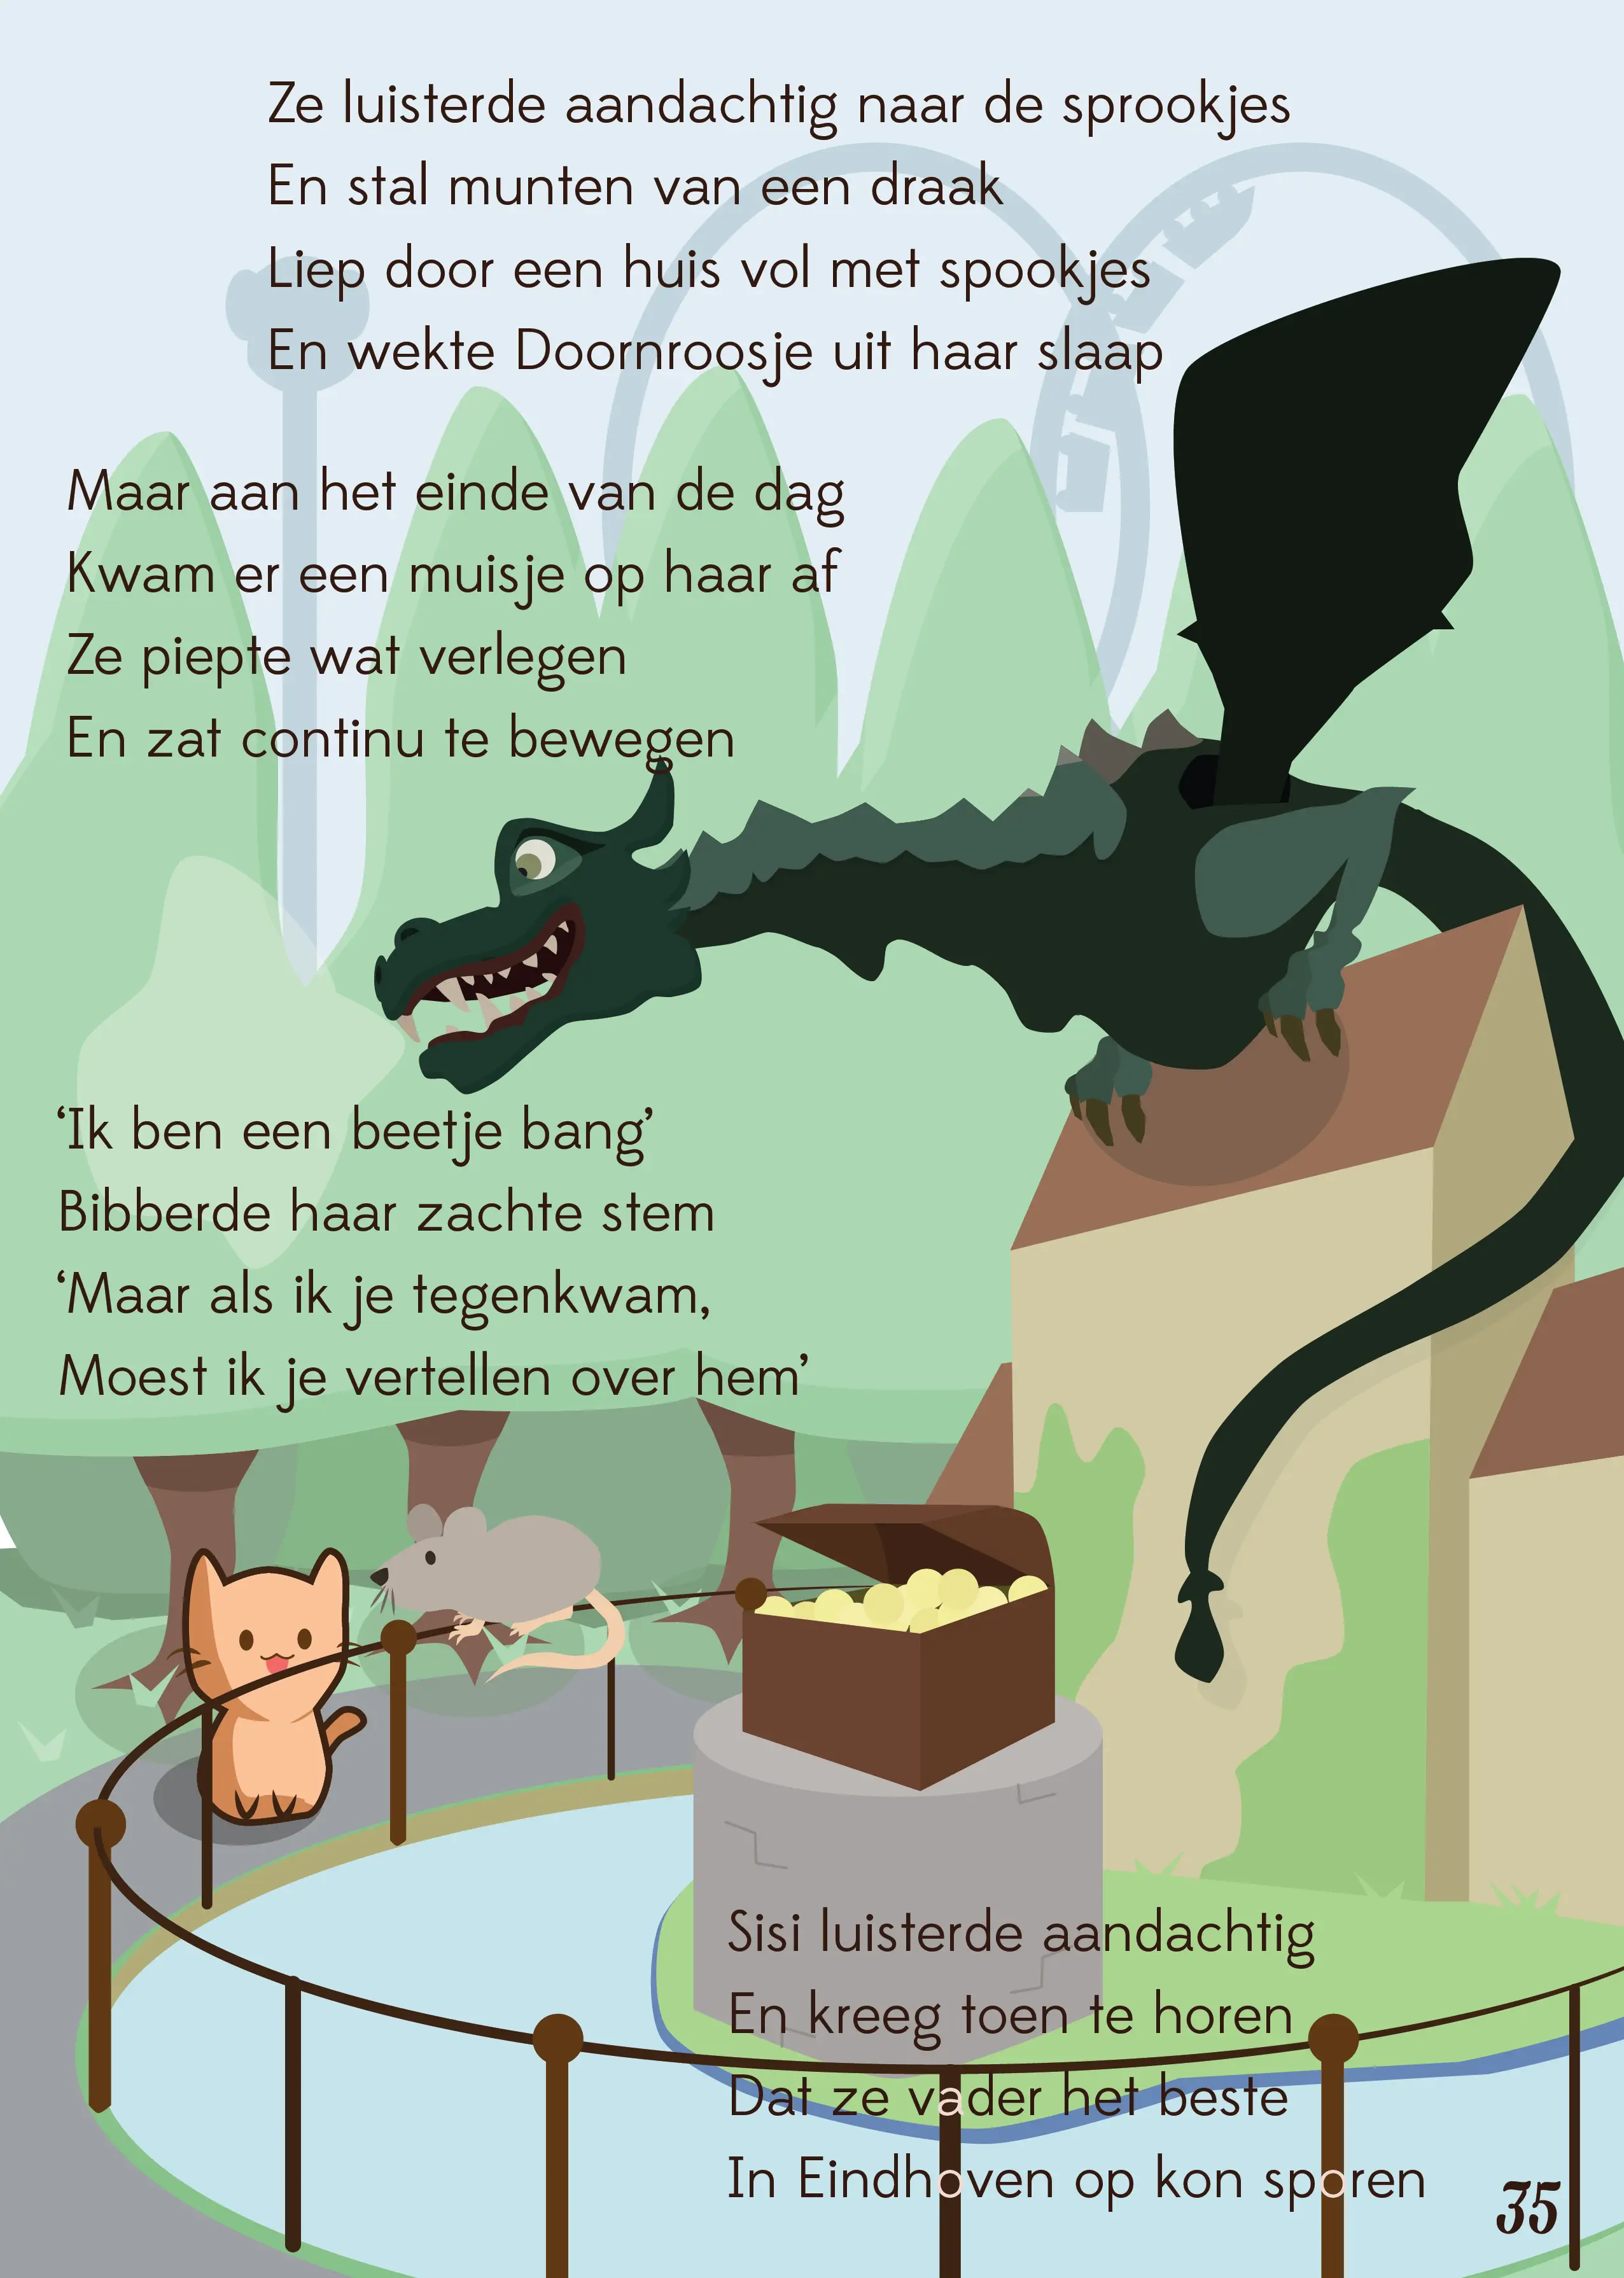 Ze luisterde aandachtig naar de sprookjes
En stal munten van een draak
Liep door een huis vol met spookjes
En wekte Doornroosje uit haar slaap
Maar aan het einde van de dag
Kwam er een muisje op haar af
Ze piepte wat verlegen
En zat continu te bewegen
‘Ik ben een beetje bang’
Bibberde haar zachte stem
‘Maar als ik je tegenkwam,
Moest ik je vertellen over hem’
Sisi luisterde aandachtig
En kreeg toen te horen
Dat ze vader het beste
In Eindhoven op kon sporen
35